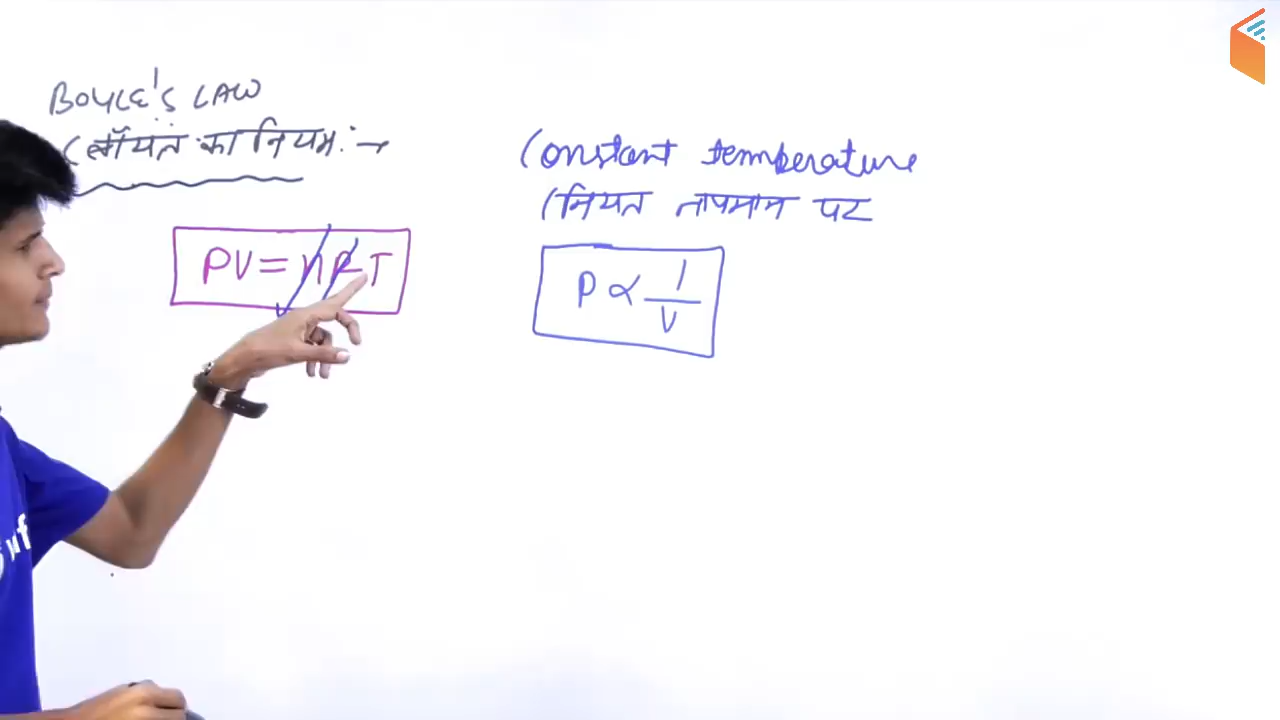 BOYLE'S LAW
(बॉयल का नियम :→
PV = nRT
Constant temperature
(नियत तापमान पर
P ∝ 1/V